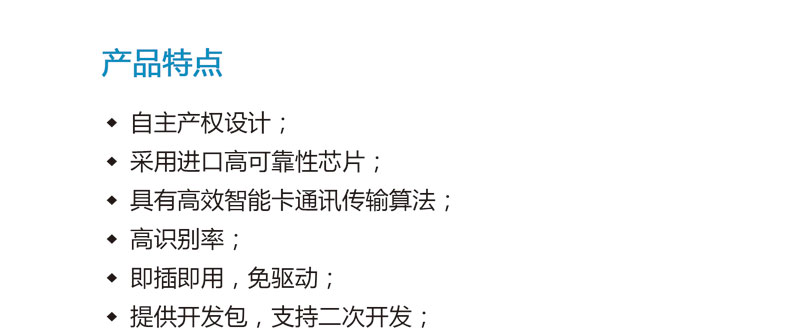 产品特点
◆ 自主产权设计；
◆ 采用进口高可靠性芯片；
◆ 具有高效智能卡通讯传输算法；
◆ 高识别率；
◆ 即插即用，免驱动；
◆ 提供开发包，支持二次开发；